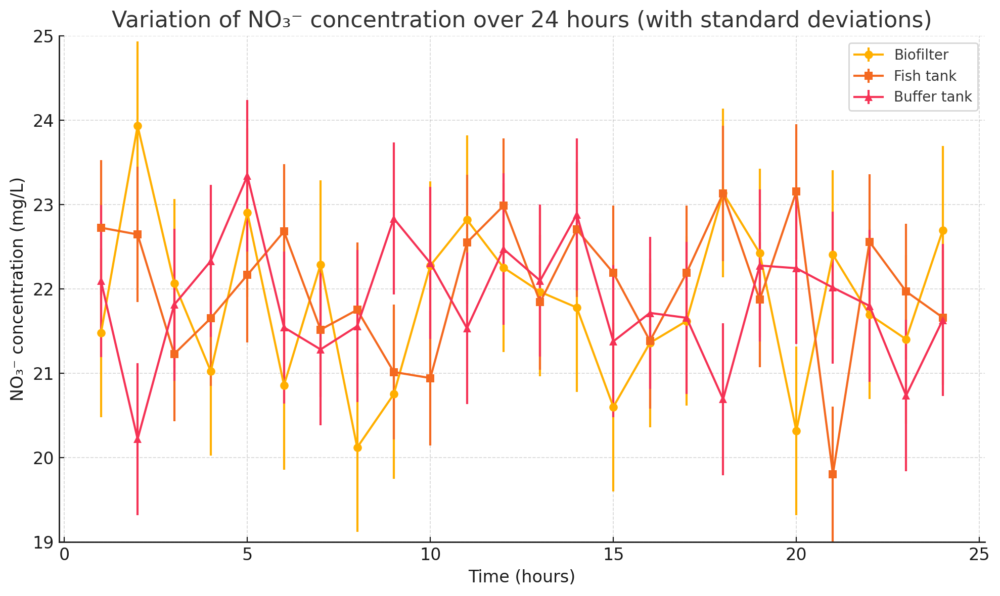 Variation of NO₃⁻ concentration over 24 hours (with standard deviations)
25
24
23
22
21
20
19
NO₃⁻ concentration (mg/L)
Biofilter
Fish tank
Buffer tank
0 5 10 15 20 25
Time (hours)